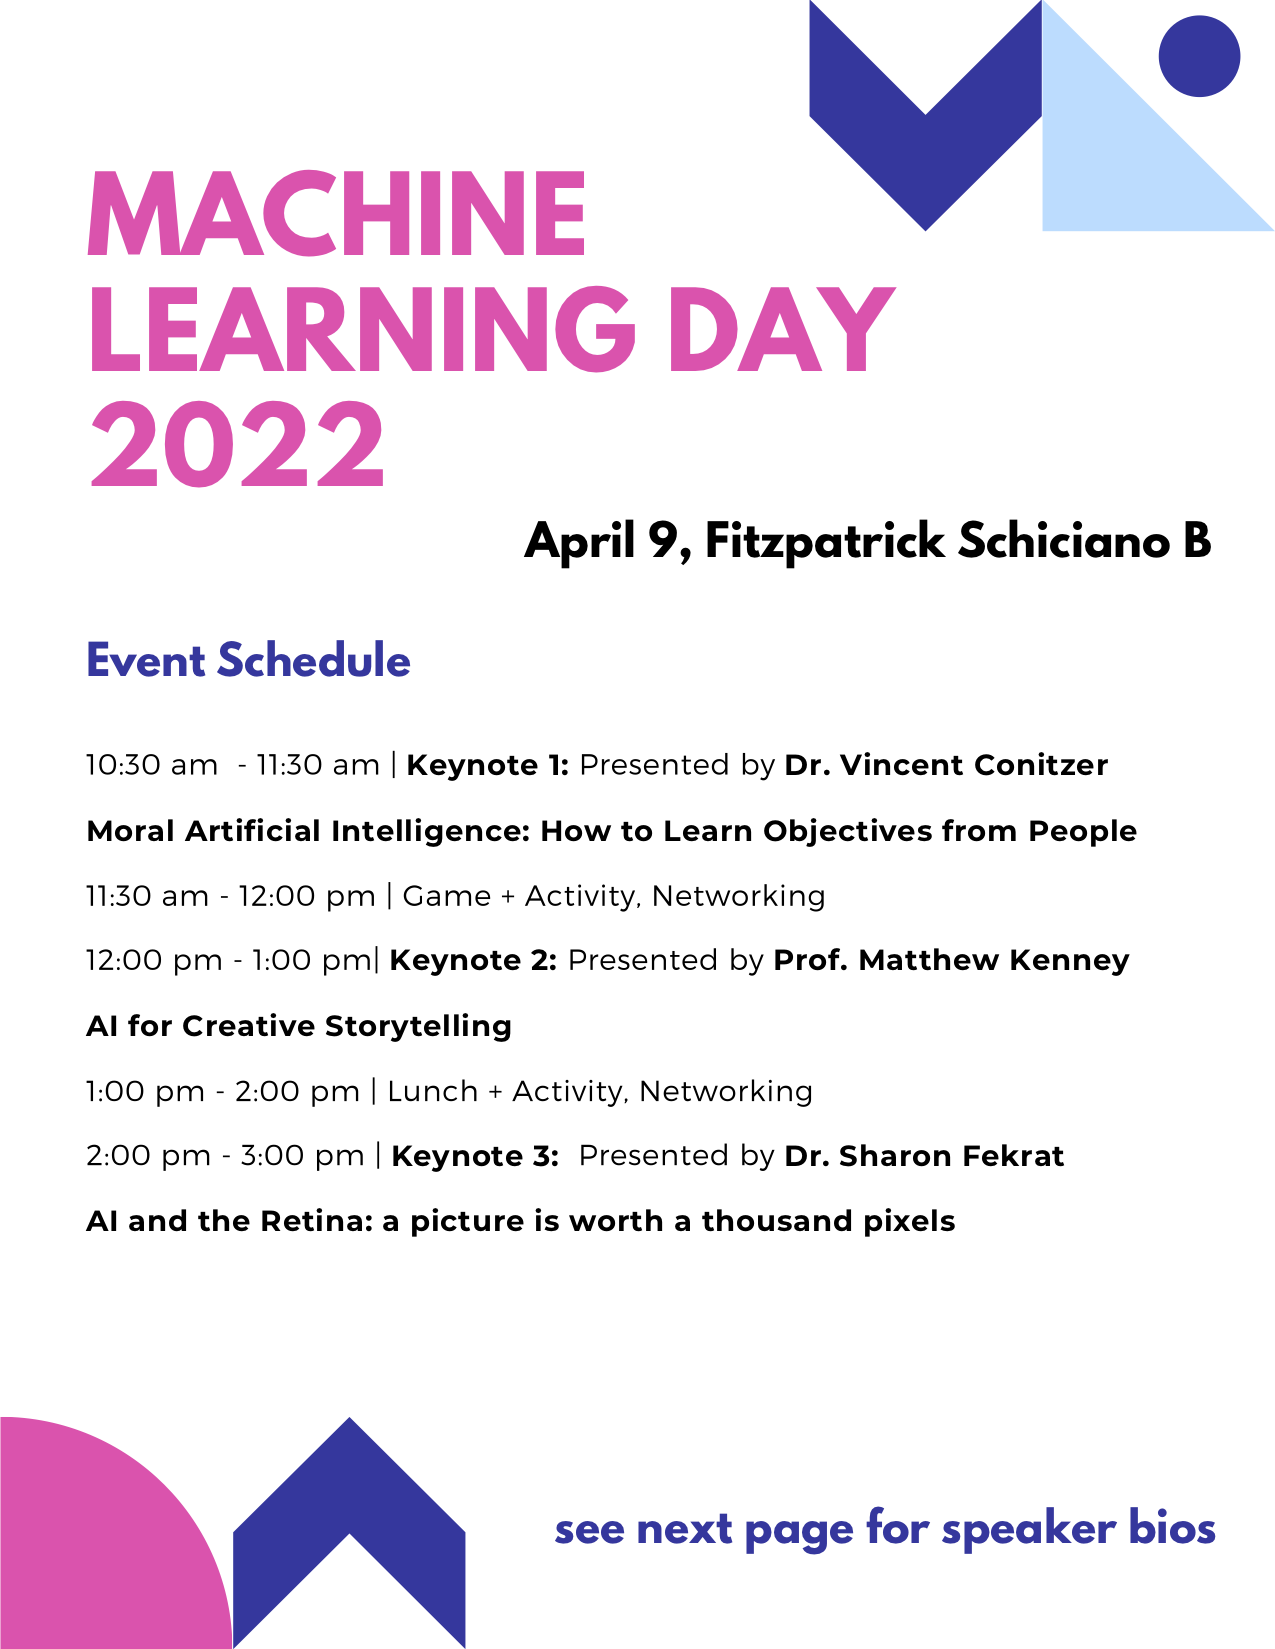 MACHINE
LEARNING DAY
2022
April 9, Fitzpatrick Schiciano B
Event Schedule
10:30 am  - 11:30 am | Keynote 1: Presented by Dr. Vincent Conitzer
Moral Artificial Intelligence: How to Learn Objectives from People
11:30 am - 12:00 pm | Game + Activity, Networking
12:00 pm - 1:00 pm| Keynote 2: Presented by Prof. Matthew Kenney
AI for Creative Storytelling
1:00 pm - 2:00 pm | Lunch + Activity, Networking
2:00 pm - 3:00 pm | Keynote 3:  Presented by Dr. Sharon Fekrat
AI and the Retina: a picture is worth a thousand pixels
see next page for speaker bios